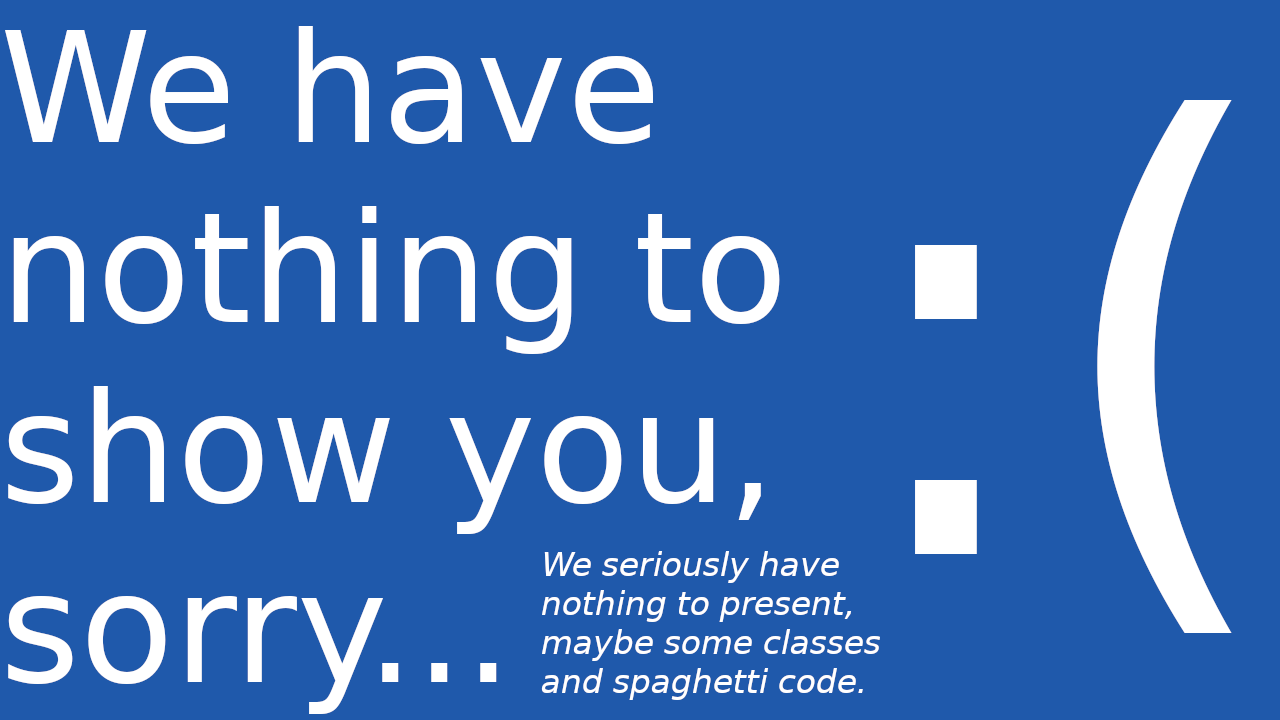 We have
nothing to
show you,
sorry...
We seriously have
nothing to present,
maybe some classes
and spaghetti code.
:(